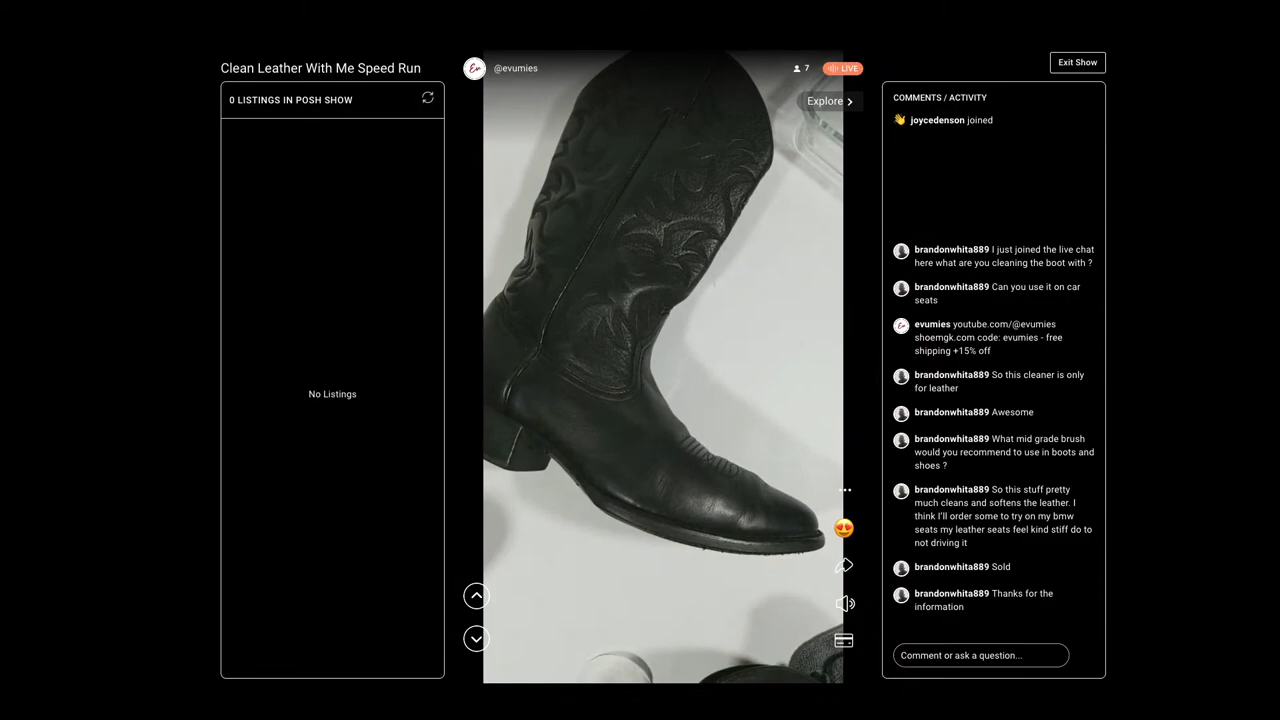 Clean Leather With Me Speed Run
0 LISTINGS IN POSH SHOW
No Listings
Ev
@evumies
7
LIVE
Explore
Exit Show
COMMENTS / ACTIVITY
👋 joycedenson joined
brandonwhita889 I just joined the live chat
here what are you cleaning the boot with ?
brandonwhita889 Can you use it on car
seats
Ev
evumies youtube.com/@evumies
shoemgk.com code: evumies - free
shipping +15% off
brandonwhita889 So this cleaner is only
for leather
brandonwhita889 Awesome
brandonwhita889 What mid grade brush
would you recommend to use in boots and
shoes ?
brandonwhita889 So this stuff pretty
much cleans and softens the leather. I
think I'll order some to try on my bmw
seats my leather seats feel kind stiff do to
not driving it
brandonwhita889 Sold
brandonwhita889 Thanks for the
information
Comment or ask a question...